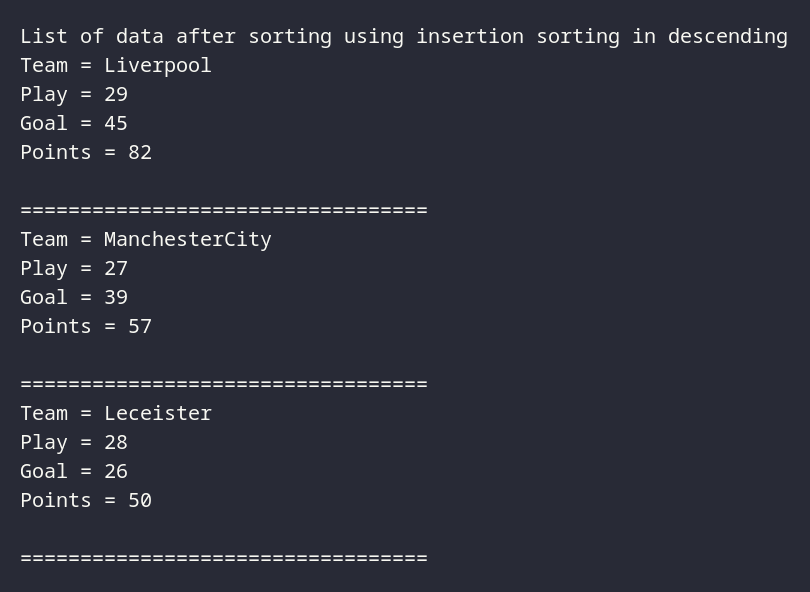 List of data after sorting using insertion sorting in descending
Team = Liverpool
Play = 29
Goal = 45
Points = 82
==================================
Team = ManchesterCity
Play = 27
Goal = 39
Points = 57
==================================
Team = Leceister
Play = 28
Goal = 26
Points = 50
==================================